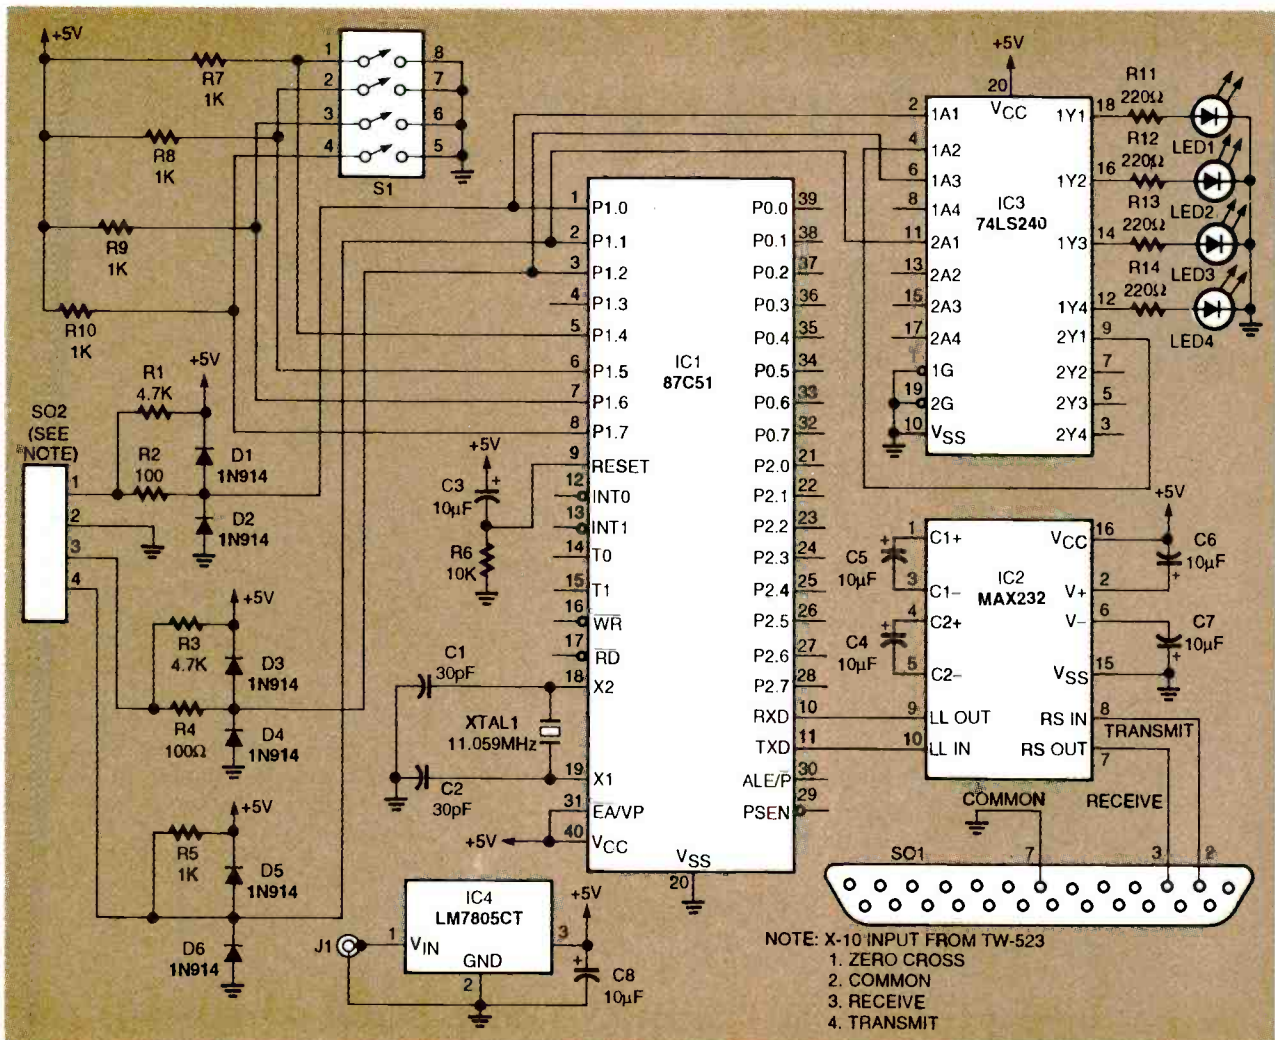 +5V
R7
1K
R8
1K
R9
1K
R10
1K
1
2
3
4
8
7
6
5
S1
SO2
(SEE
NOTE)
1
2
3
4
R1
4.7K
+5V
R2
100
D1
1N914
D2
1N914
+5V
R3
4.7K
D3
1N914
R4
100Ω
D4
1N914
+5V
R5
1K
D5
1N914
D6
1N914
+5V
C3
10µF
+
R6
10K
C1
30pF
XTAL1
11.059MHz
C2
30pF
+5V
IC1
87C51
1 P1.0
2 P1.1
3 P1.2
4 P1.3
5 P1.4
6 P1.5
7 P1.6
8 P1.7
9 RESET
12 INT0
13 INT1
14 T0
15 T1
16 WR
17 RD
18 X2
19 X1
31 EA/VP
40 VCC
VSS
20
P0.0 39
P0.1 38
P0.2 37
P0.3 36
P0.4 35
P0.5 34
P0.6 33
P0.7 32
P2.0 21
P2.1 22
P2.2 23
P2.3 24
P2.4 25
P2.5 26
P2.6 27
P2.7 28
RXD 10
TXD 11
ALE/P 30
PSEN 29
+5V
20
VCC
IC3
74LS240
2 1A1
4 1A2
6 1A3
8 1A4
11 2A1
13 2A2
15 2A3
17 2A4
1G
19 2G
10 VSS
1Y1 18
1Y2 16
1Y3 14
1Y4 12
2Y1 9
2Y2 7
2Y3 5
2Y4 3
R11
220Ω
LED1
R12
220Ω
LED2
R13
220Ω
LED3
R14
220Ω
LED4
IC2
MAX232
1 C1+
3 C1–
4 C2+
5 C2–
9 LL OUT
10 LL IN
VCC 16
V+ 2
V– 6
VSS 15
RS IN 8
RS OUT 7
C5
10µF
+
C4
10µF
+
+5V
C6
10µF
+
C7
10µF
+
TRANSMIT
COMMON
RECEIVE
SO1
7
3
2
J1
IC4
LM7805CT
1 VIN
GND
2
3
+5V
+
C8
10µF
NOTE: X-10 INPUT FROM TW-523
1. ZERO CROSS
2. COMMON
3. RECEIVE
4. TRANSMIT